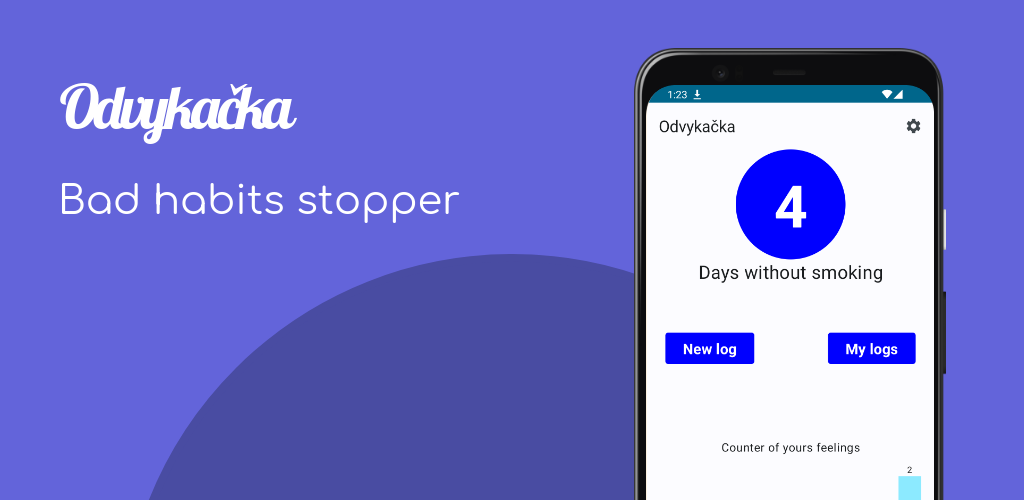 Odvykačka
Bad habits stopper
1:23
Odvykačka
4
Days without smoking
New log
My logs
Counter of yours feelings
2